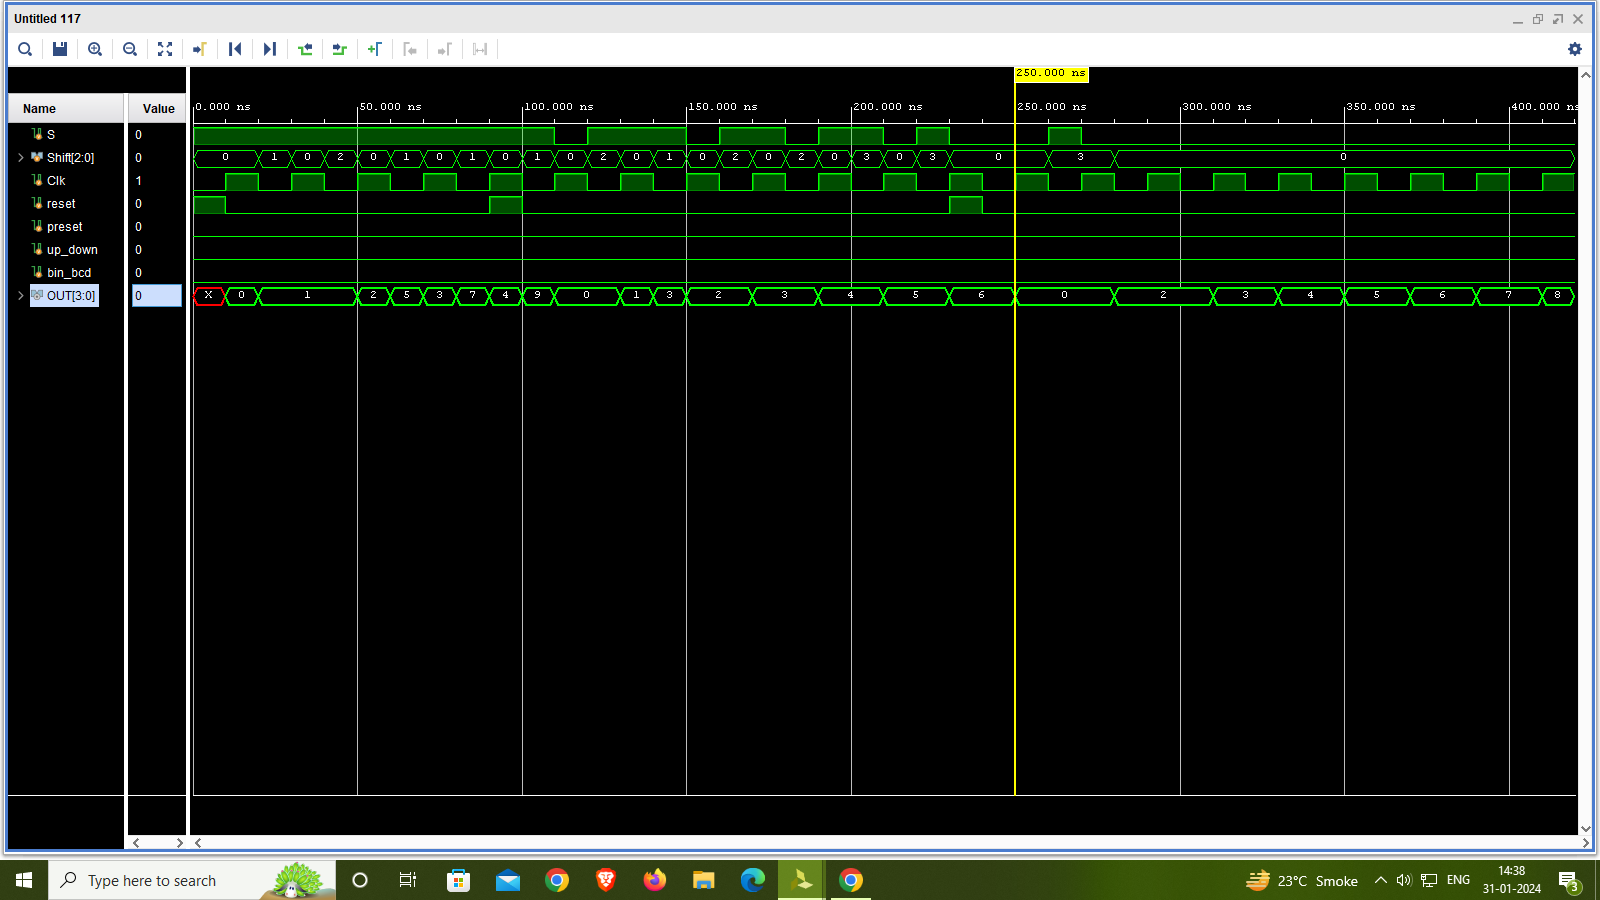 Untitled 117
250.000 ns
Name Value
0.000 ns 50.000 ns 100.000 ns 150.000 ns 200.000 ns 250.000 ns 300.000 ns 350.000 ns 400.000 ns
S 0
Shift[2:0] 0 0 1 0 2 0 1 0 1 0 1 0 2 0 1 0 2 0 2 0 3 0 3 0 3 0
Clk 1
reset 0
preset 0
up_down 0
bin_bcd 0
OUT[3:0] 0 X 0 1 2 5 3 7 4 9 0 1 3 2 3 4 5 6 0 2 3 4 5 6 7 8
Type here to search
23°C Smoke
ENG
14:38
31-01-2024
3